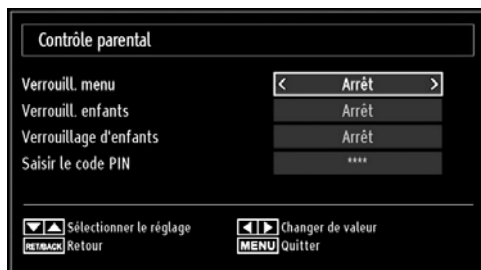 Contrôle parental
Verrouill. menu < Arrêt >
Verrouill. enfants Arrêt
Verrouillage d'enfants Arrêt
Saisir le code PIN ****
Sélectionner le réglage Changer de valeur
RET/BACK Retour MENU Quitter